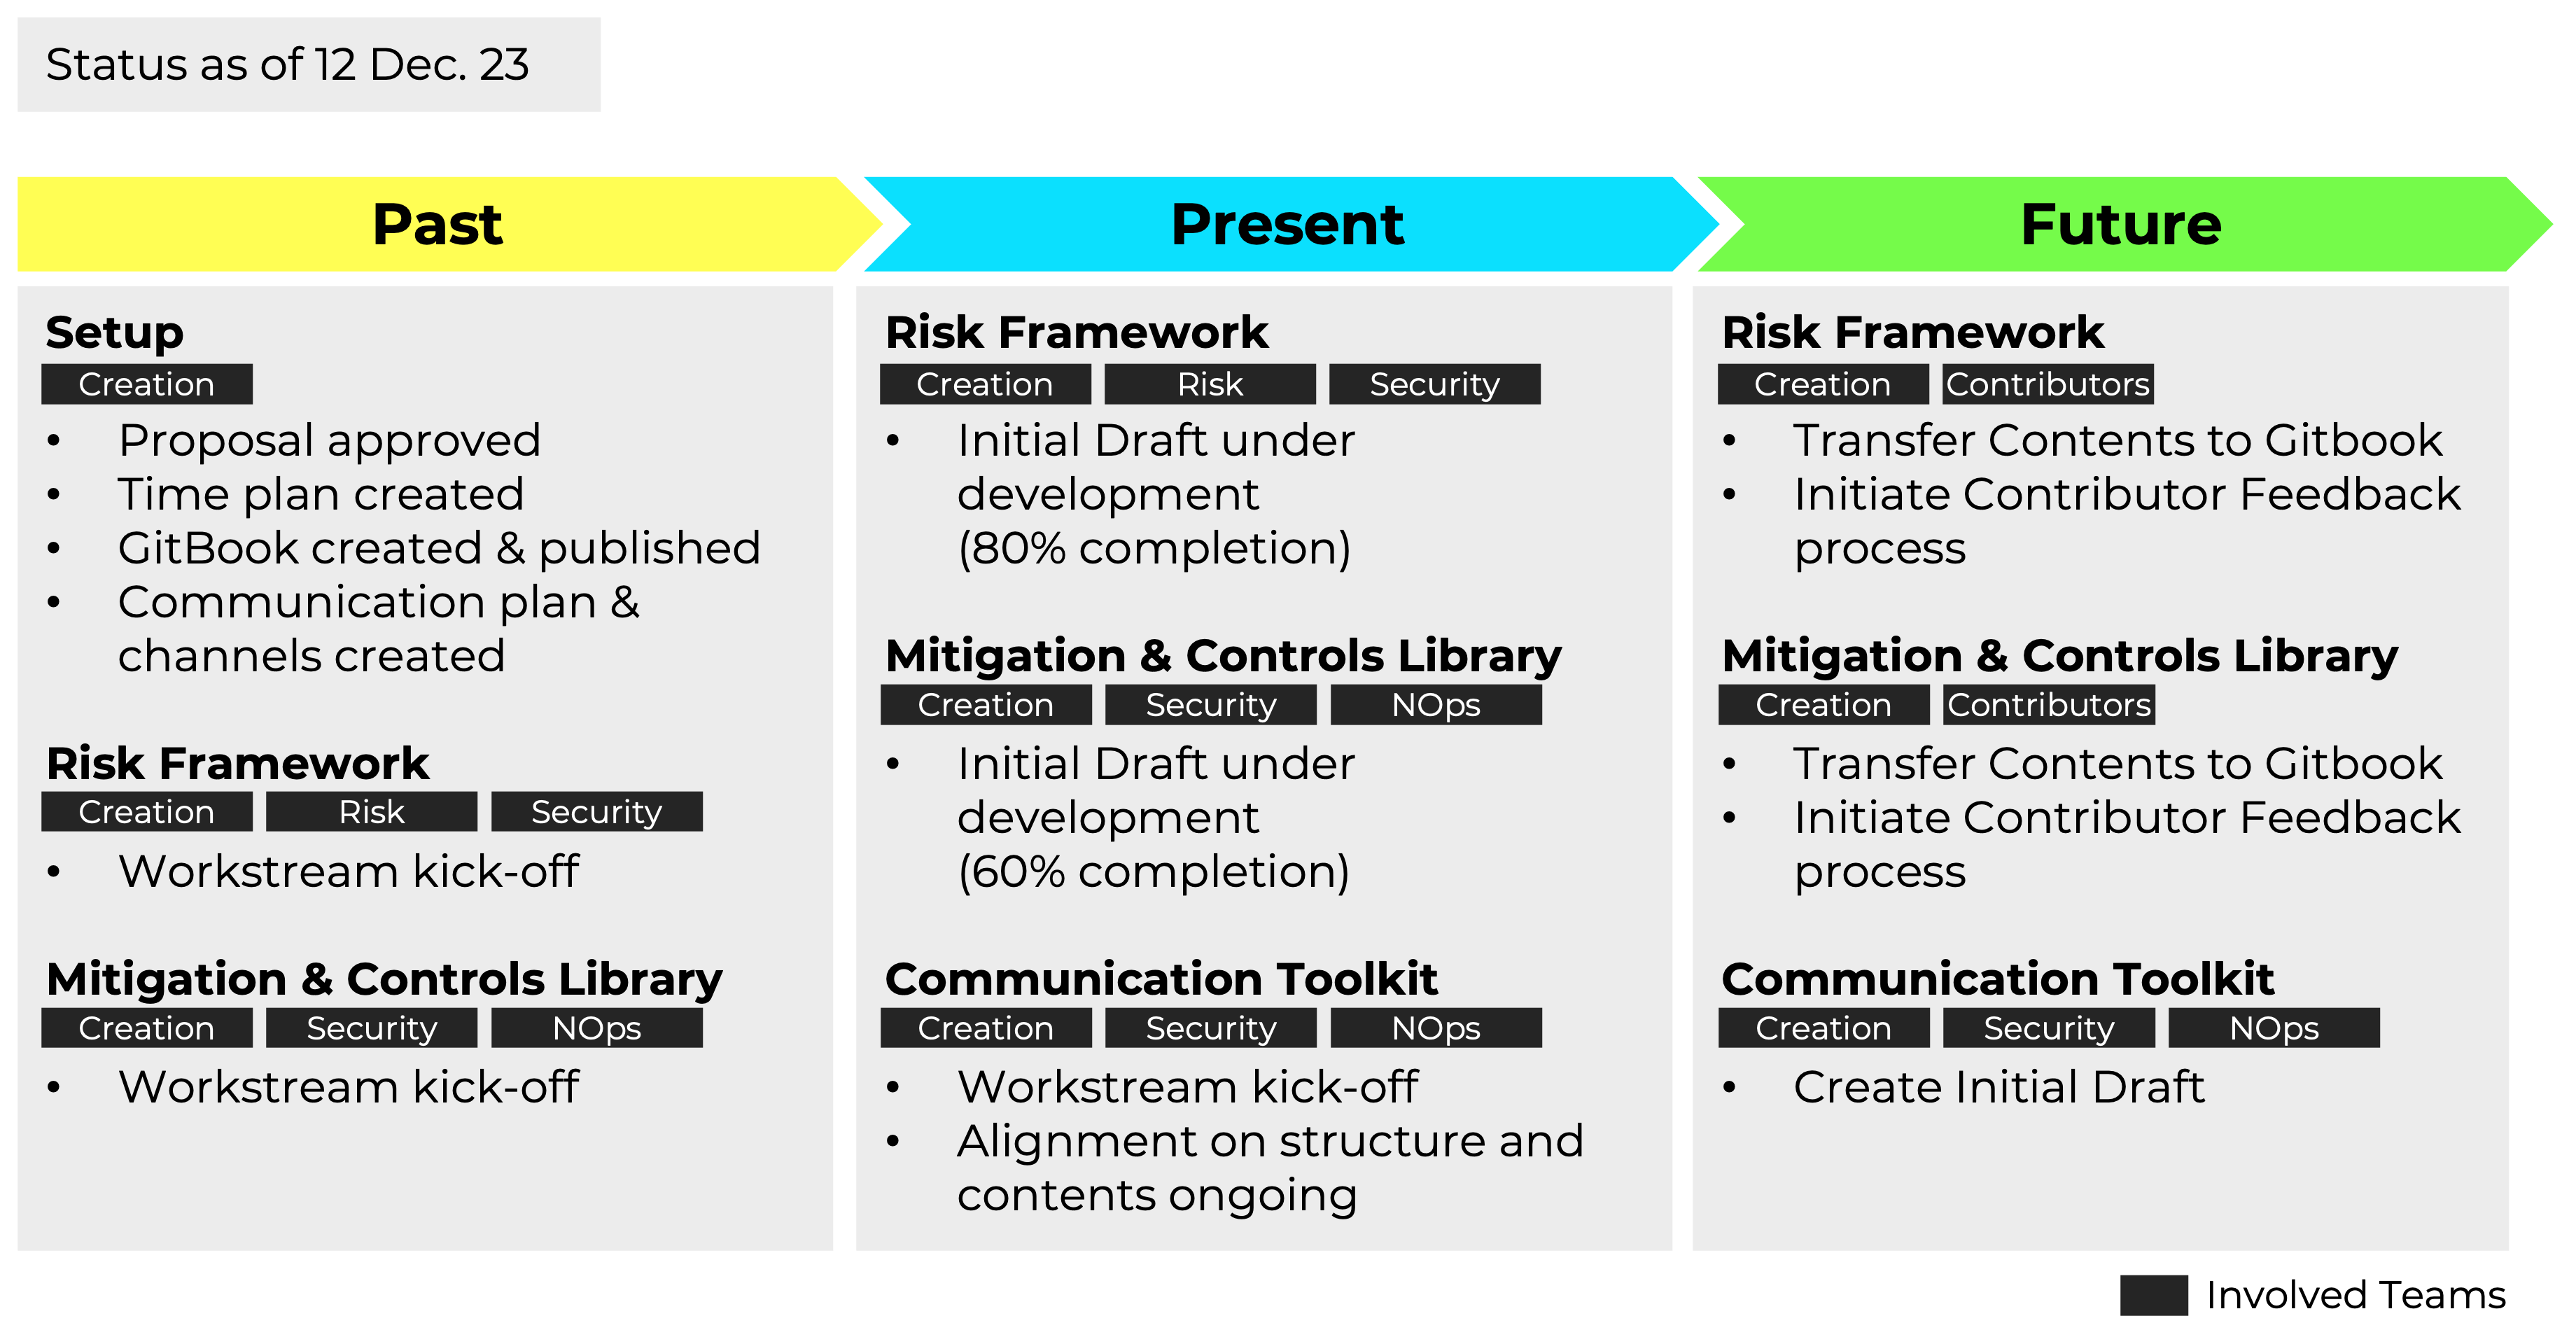 Status as of 12 Dec. 23
Past
Present
Future
Setup
Creation
• Proposal approved
• Time plan created
• GitBook created & published
• Communication plan &
channels created
Risk Framework
Creation Risk Security
• Workstream kick-off
Mitigation & Controls Library
Creation Security NOps
• Workstream kick-off
Risk Framework
Creation Risk Security
• Initial Draft under
development
(80% completion)
Mitigation & Controls Library
Creation Security NOps
• Initial Draft under
development
(60% completion)
Communication Toolkit
Creation Security NOps
• Workstream kick-off
• Alignment on structure and
contents ongoing
Risk Framework
Creation Contributors
• Transfer Contents to Gitbook
• Initiate Contributor Feedback
process
Mitigation & Controls Library
Creation Contributors
• Transfer Contents to Gitbook
• Initiate Contributor Feedback
process
Communication Toolkit
Creation Security NOps
• Create Initial Draft
Involved Teams